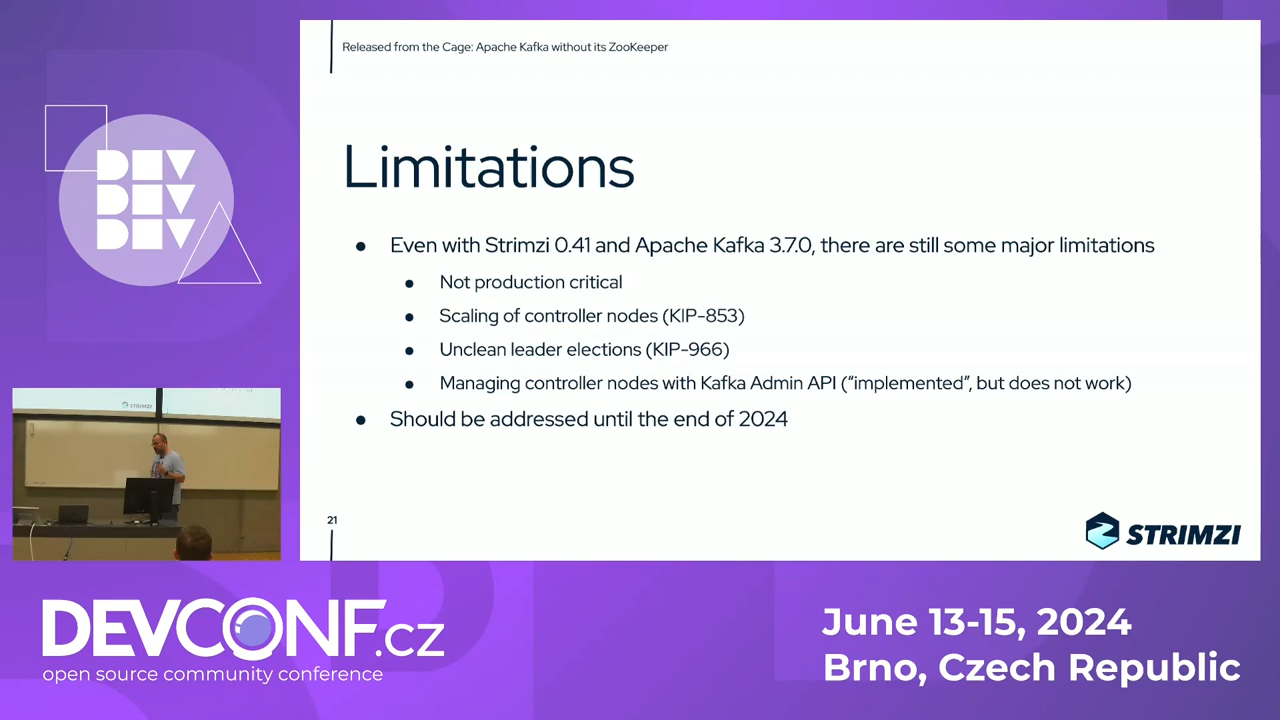 Released from the Cage: Apache Kafka without its ZooKeeper
DEV
DEV
DEV
Limitations
● Even with Strimzi 0.41 and Apache Kafka 3.7.0, there are still some major limitations
● Not production critical
● Scaling of controller nodes (KIP-853)
● Unclean leader elections (KIP-966)
● Managing controller nodes with Kafka Admin API (“implemented”, but does not work)
● Should be addressed until the end of 2024
21
STRIMZI
STRIMZI
DEVCONF.cz
open source community conference
June 13-15, 2024
Brno, Czech Republic